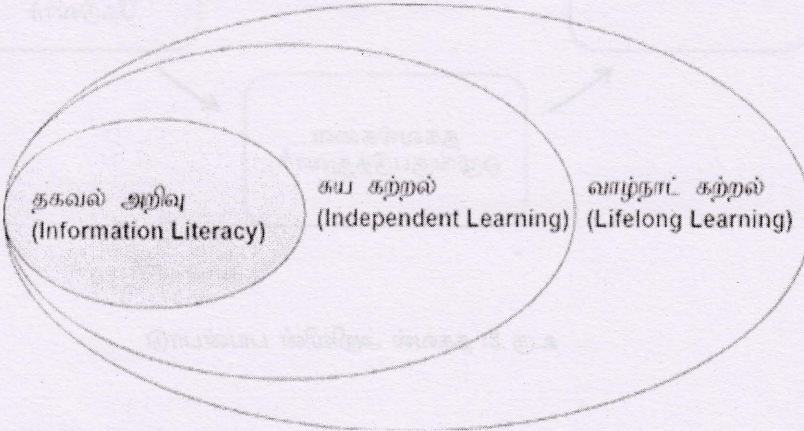 தகவல் அறிவு
(Information Literacy)
சுய கற்றல்
(Independent Learning)
வாழ்நாட் கற்றல்
(Lifelong Learning)